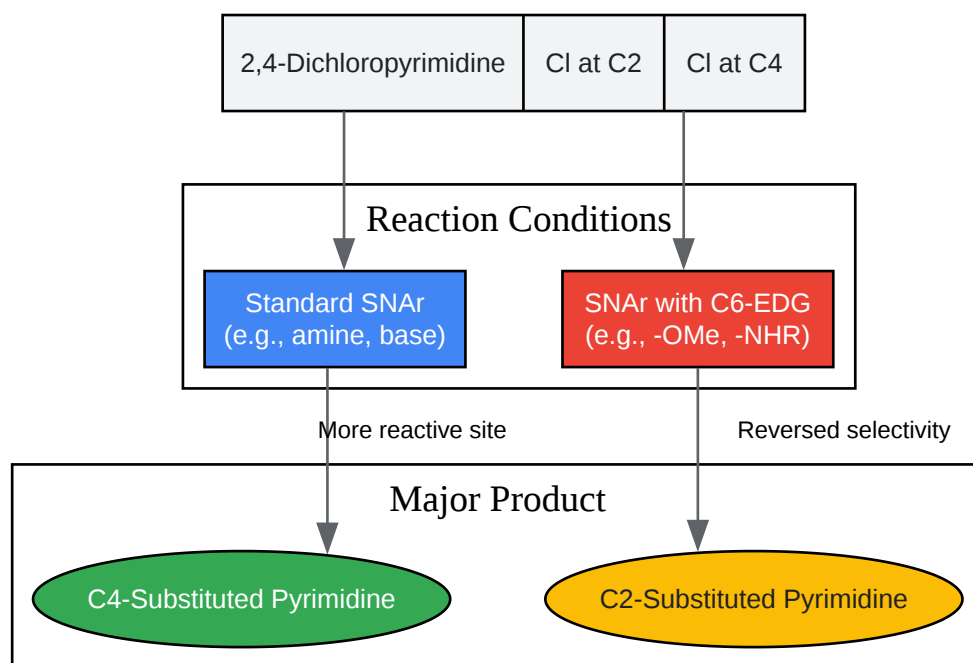 2,4-Dichloropyrimidine
Cl at C2
Cl at C4
Reaction Conditions
Standard SNAr
(e.g., amine, base)
SNAr with C6-EDG
(e.g., -OMe, -NHR)
More reactive site
Reversed selectivity
Major Product
C4-Substituted Pyrimidine
C2-Substituted Pyrimidine